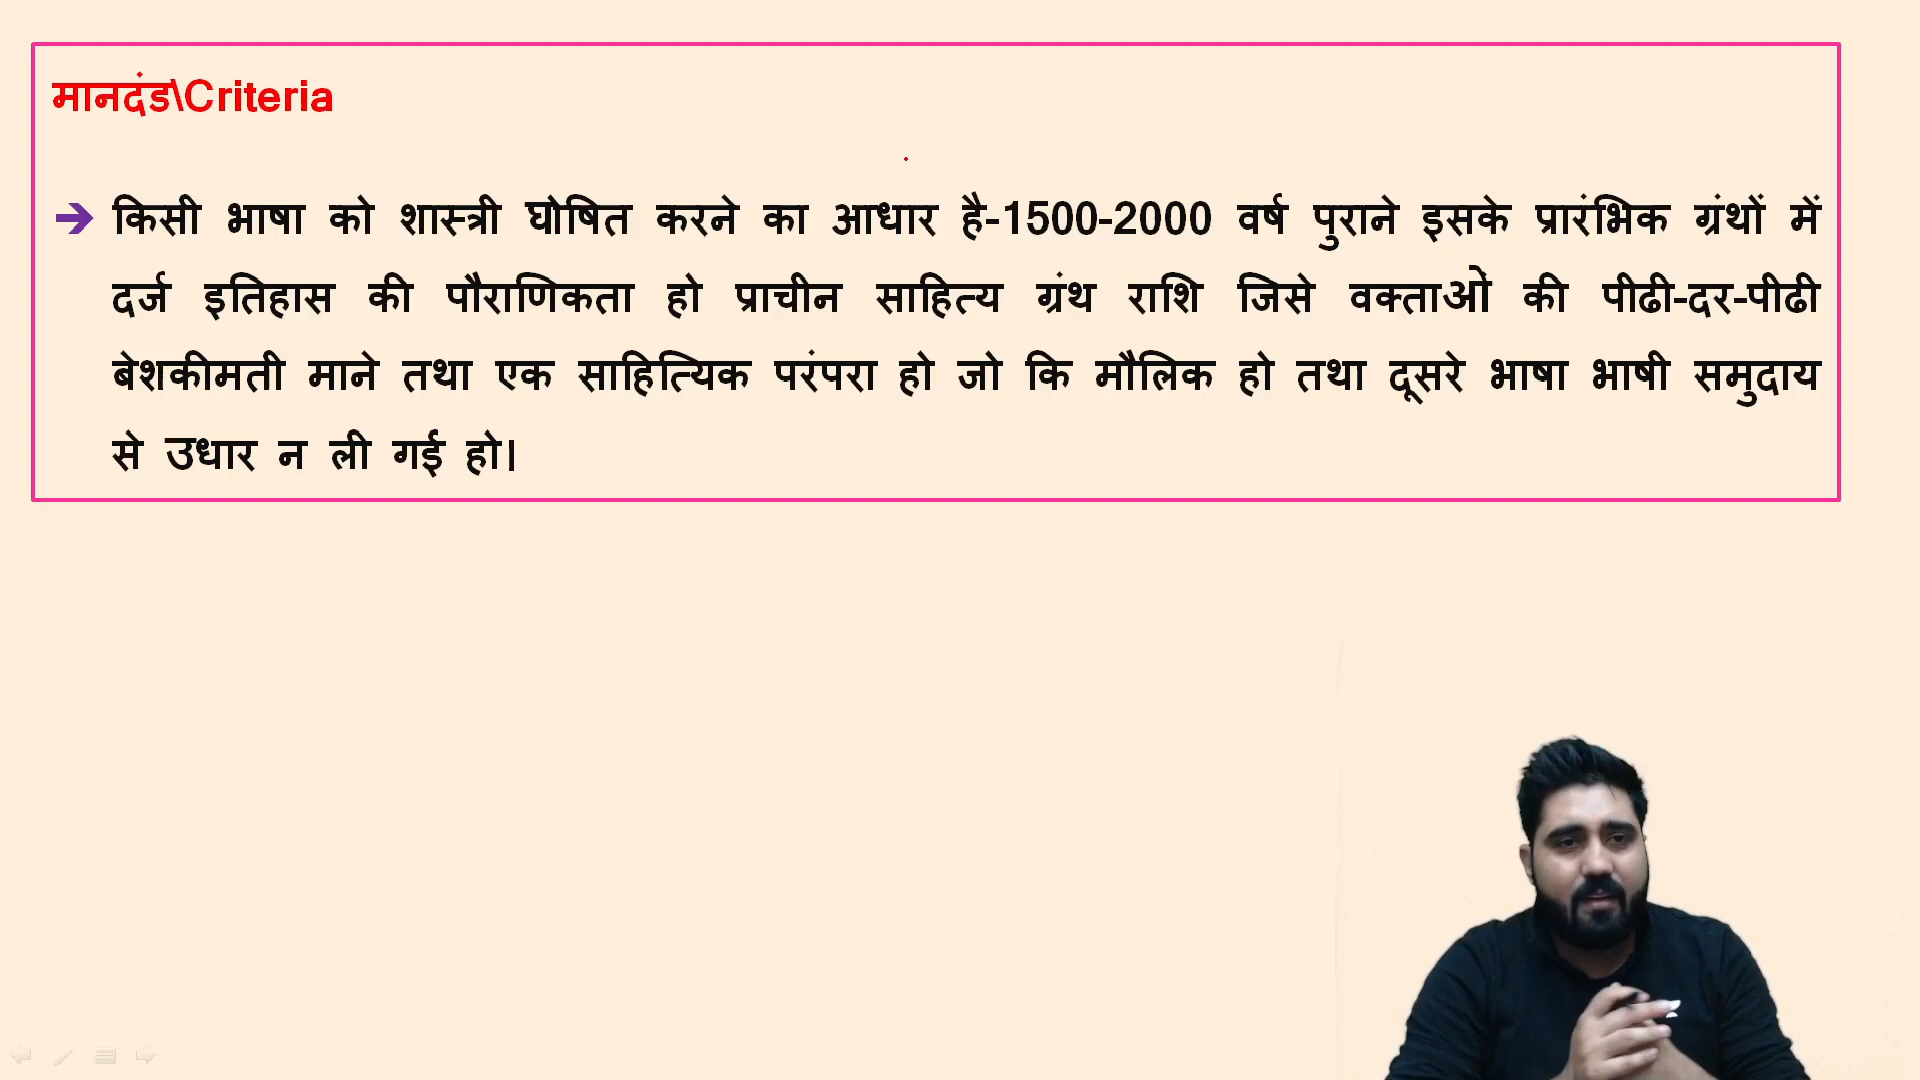 मानदंड\Criteria
➔ किसी भाषा को शास्त्री घोषित करने का आधार है-1500-2000 वर्ष पुराने इसके प्रारंभिक ग्रंथों में
दर्ज इतिहास की पौराणिकता हो प्राचीन साहित्य ग्रंथ राशि जिसे वक्ताओं की पीढी-दर-पीढी
बेशकीमती माने तथा एक साहित्यिक परंपरा हो जो कि मौलिक हो तथा दूसरे भाषा भाषी समुदाय
से उधार न ली गई हो।